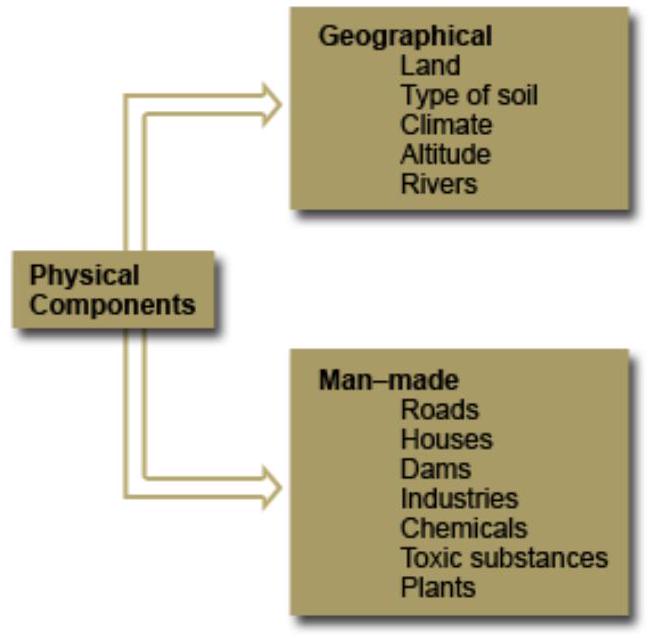 Geographical
Land
Type of soil
Climate
Altitude
Rivers
Physical
Components
Man–made
Roads
Houses
Dams
Industries
Chemicals
Toxic substances
Plants